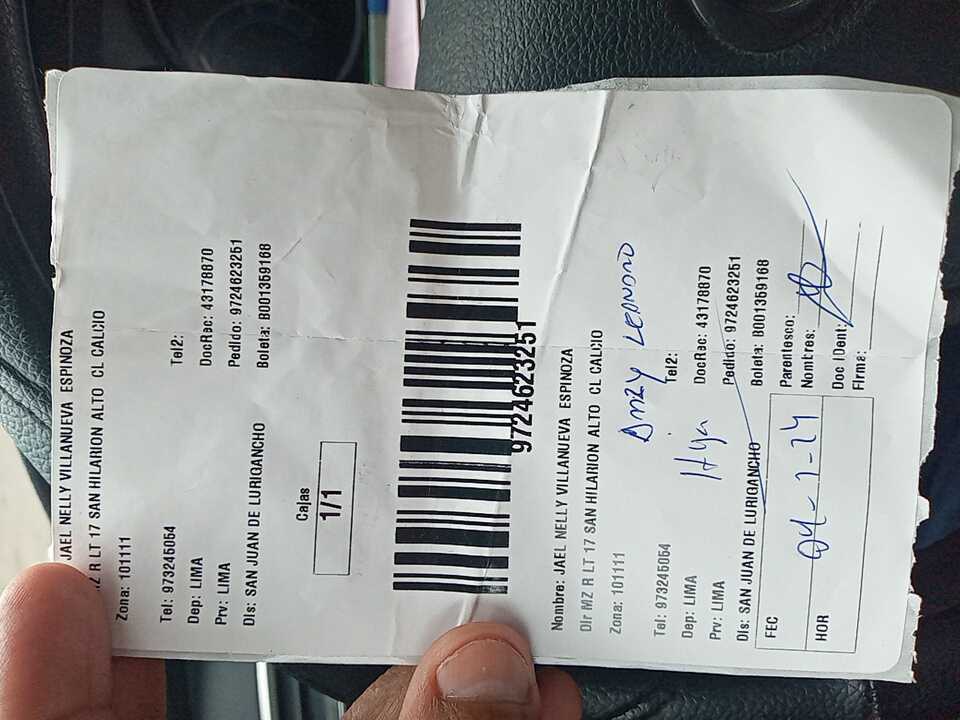 JAEL NELLY VILLANUEVA ESPINOZA
MZ R LT 17 SAN HILARION ALTO CL CALCIO
Zona: 101111
Tel: 973245054 Tel2:
Dep: LIMA DocRec: 43178870
Prv: LIMA Pedido: 9724623251
Dis: SAN JUAN DE LURIGANCHO Boleta: B001359168
Cajas
1/1
9724623251
Nombre: JAEL NELLY VILLANUEVA ESPINOZA
Dir MZ R LT 17 SAN HILARION ALTO CL CALCIO
Zona: 101111
LEANDRO
Tel: 973245054 Tel2:
Hija
Dep: LIMA DocRec: 43178870
Prv: LIMA Pedido: 9724623251
Dis: SAN JUAN DE LURIGANCHO Boleta: B001359168
FEC Parentesco:
04-1-24 Nombres:
HOR Doc IDent:
Firma: